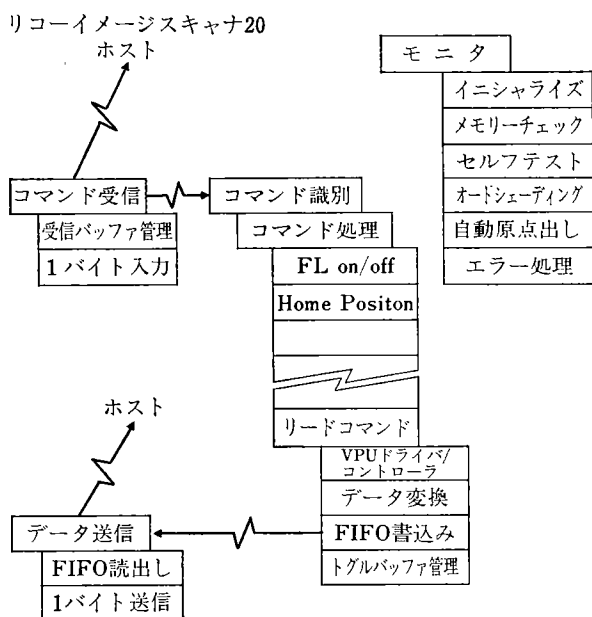 リコーイメージスキャナ20
ホスト
モニタ
イニシャライズ
メモリーチェック
セルフテスト
オードシェーディング
自動原点出し
エラー処理
コマンド受信
受信バッファ管理
1バイト入力
コマンド識別
コマンド処理
FL on/off
Home Positon
リードコマンド
VPUドライバ/
コントローラ
データ変換
FIFO書込み
トグルバッファ管理
ホスト
データ送信
FIFO読出し
1バイト送信